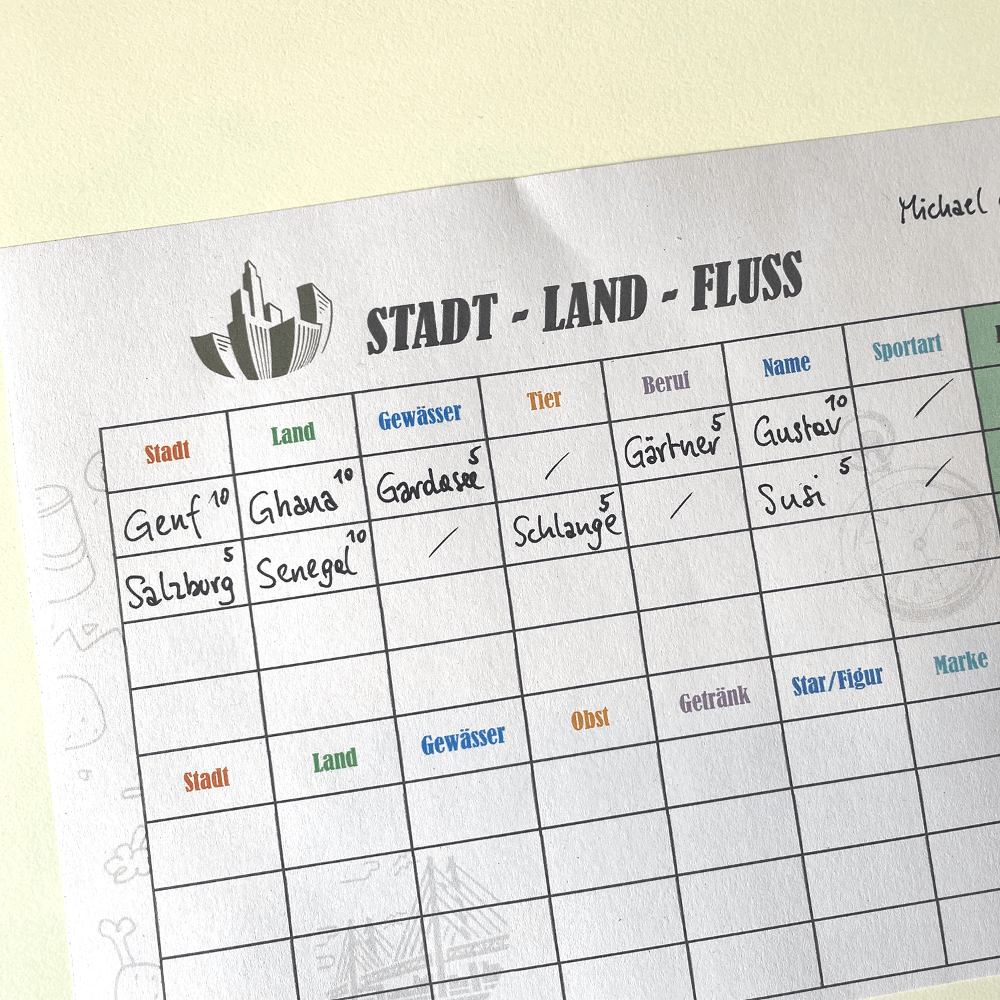 Michael
STADT - LAND - FLUSS
Stadt Land Gewässer Tier Beruf Name Sportart
Genf 10 Ghana 10 Gardasee 5 / Gärtner 5 Gustav 10 /
Salzburg 5 Senegal 10 / Schlange 5 / Susi 5 /
Stadt Land Gewässer Obst Getränk Star/Figur Marke